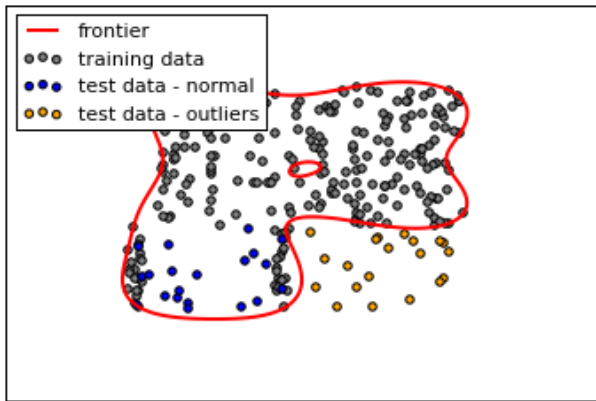 frontier
training data
test data - normal
test data - outliers